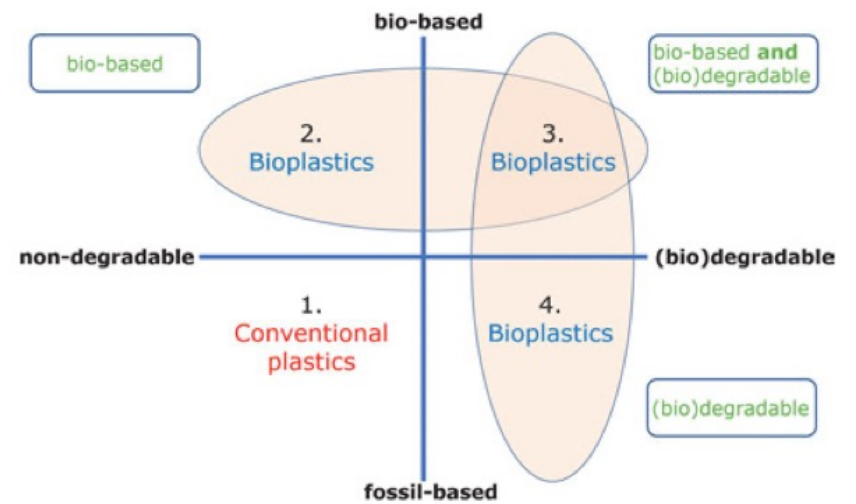 bio-based
bio-based
bio-based and
(bio)degradable
2.
Bioplastics
3.
Bioplastics
non-degradable
(bio)degradable
1.
Conventional
plastics
4.
Bioplastics
(bio)degradable
fossil-based